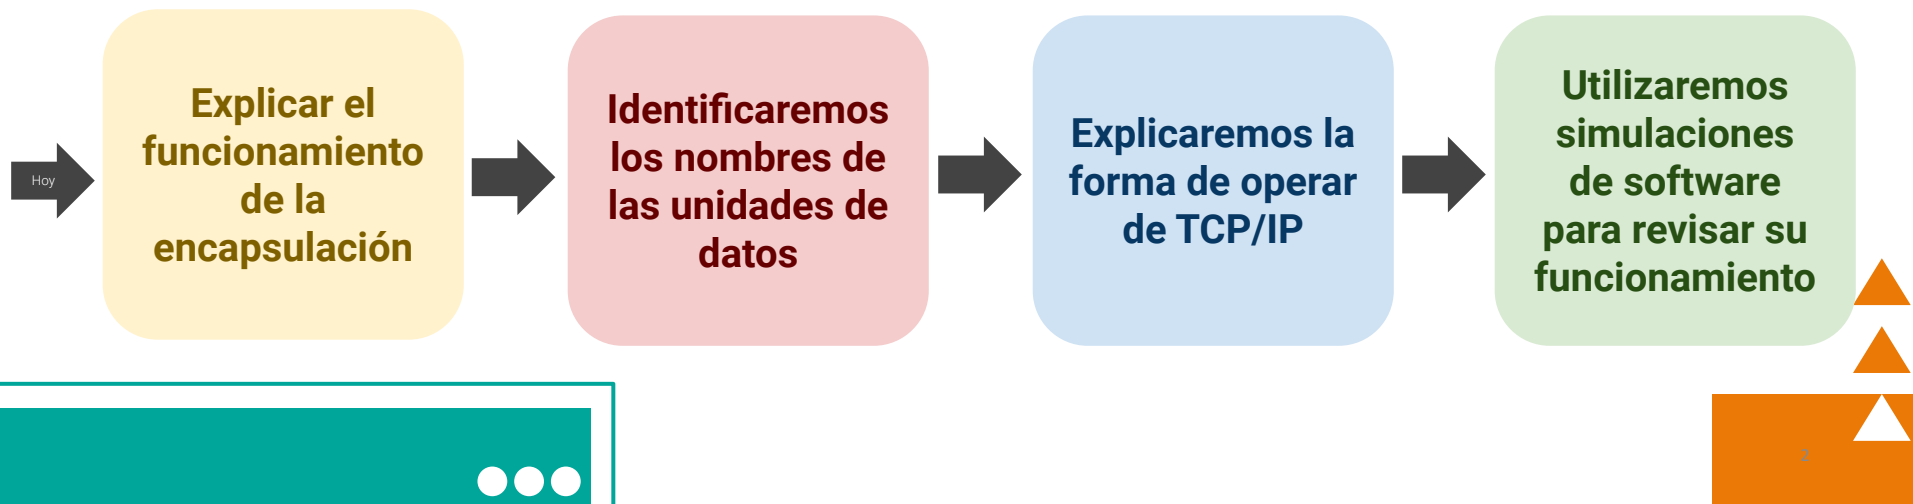 Hoy
Explicar el
funcionamiento
de la
encapsulación
Identificaremos
los nombres de
las unidades de
datos
Explicaremos la
forma de operar
de TCP/IP
Utilizaremos
simulaciones
de software
para revisar su
funcionamiento
2